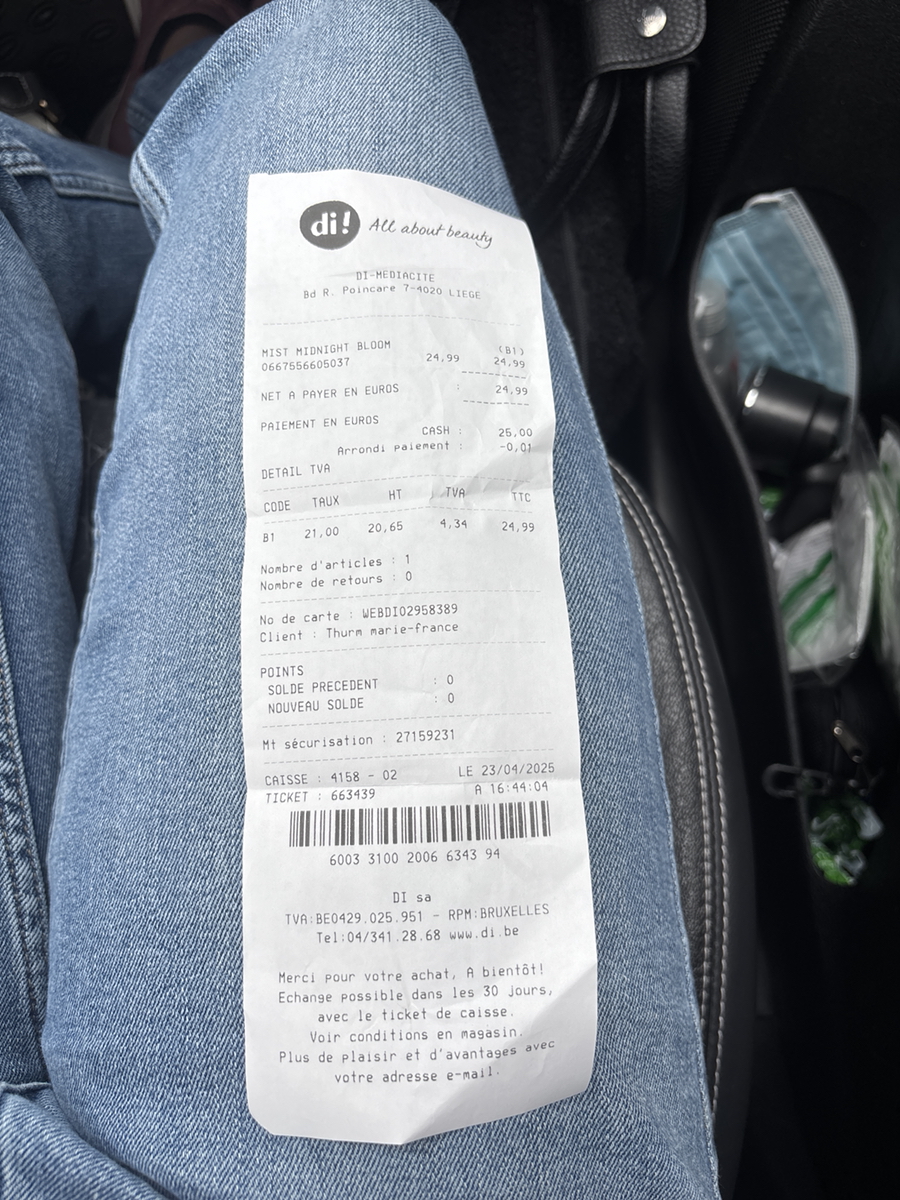 di! All about beauty
DI-MEDIACITE
Bd R. Poincare 7-4020 LIEGE
MIST MIDNIGHT BLOOM (B1)
0667556605037 24,99 24,99
NET A PAYER EN EUROS : 24,99
PAIEMENT EN EUROS
CASH : 25,00
Arrondi paiement : -0,01
DETAIL TVA
CODE TAUX HT TVA TTC
B1 21,00 20,65 4,34 24,99
Nombre d'articles : 1
Nombre de retours : 0
No de carte : WEBDI02958389
Client : Thurm marie-france
POINTS
SOLDE PRECEDENT : 0
NOUVEAU SOLDE : 0
Mt sécurisation : 27159231
CAISSE : 4158 - 02 LE 23/04/2025
TICKET : 663439 A 16:44:04
6003 3100 2006 6343 94
DI sa
TVA:BE0429.025.951 - RPM:BRUXELLES
Tel:04/341.28.68 www.di.be
Merci pour votre achat, A bientôt!
Echange possible dans les 30 jours,
avec le ticket de caisse.
Voir conditions en magasin.
Plus de plaisir et d'avantages avec
votre adresse e-mail.